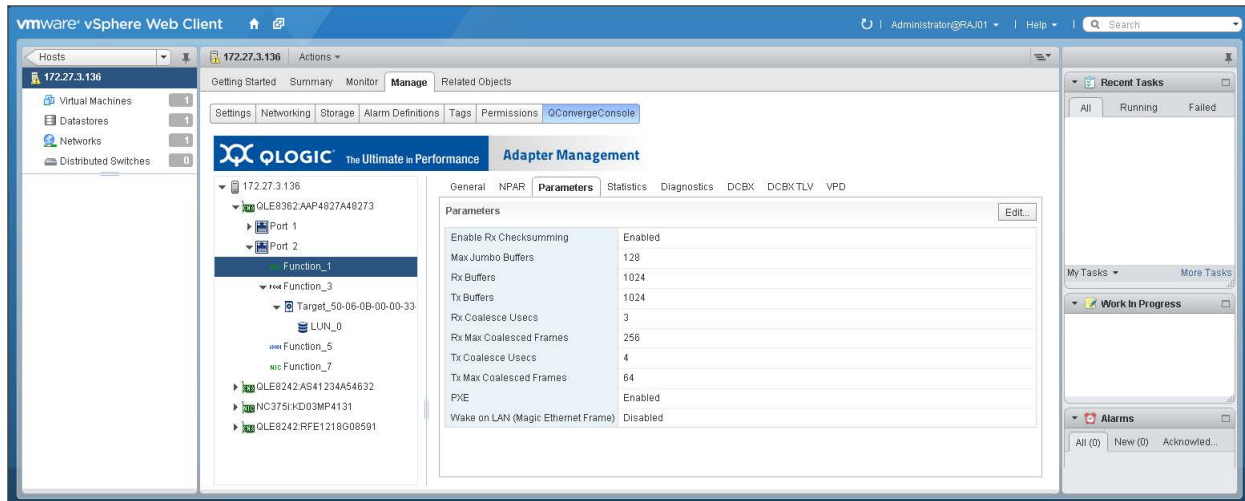 vmware® vSphere Web Client
Administrator@RAJ01
Help
Search
Hosts
172.27.3.136
Virtual Machines 1
Datastores 1
Networks 1
Distributed Switches 0
172.27.3.136 Actions
Getting Started Summary Monitor Manage Related Objects
Settings Networking Storage Alarm Definitions Tags Permissions QConvergeConsole
QLOGIC® The Ultimate in Performance Adapter Management
172.27.3.136
QLE8362:AAP4827A48273
Port 1
Port 2
Function_1
Function_3
Target_50-06-0B-00-00-33-
LUN_0
Function_5
NIC Function_7
QLE8242:AS41234A54632
NC375I:KD03MP4131
QLE8242:RFE1218G08591
General NPAR Parameters Statistics Diagnostics DCBX DCBX TLV VPD
Parameters Edit...
Enable Rx Checksumming Enabled
Max Jumbo Buffers 128
Rx Buffers 1024
Tx Buffers 1024
Rx Coalesce Usecs 3
Rx Max Coalesced Frames 256
Tx Coalesce Usecs 4
Tx Max Coalesced Frames 64
PXE Enabled
Wake on LAN (Magic Ethernet Frame) Disabled
Recent Tasks
All Running Failed
My Tasks More Tasks
Work In Progress
Alarms
All (0) New (0) Acknowled...